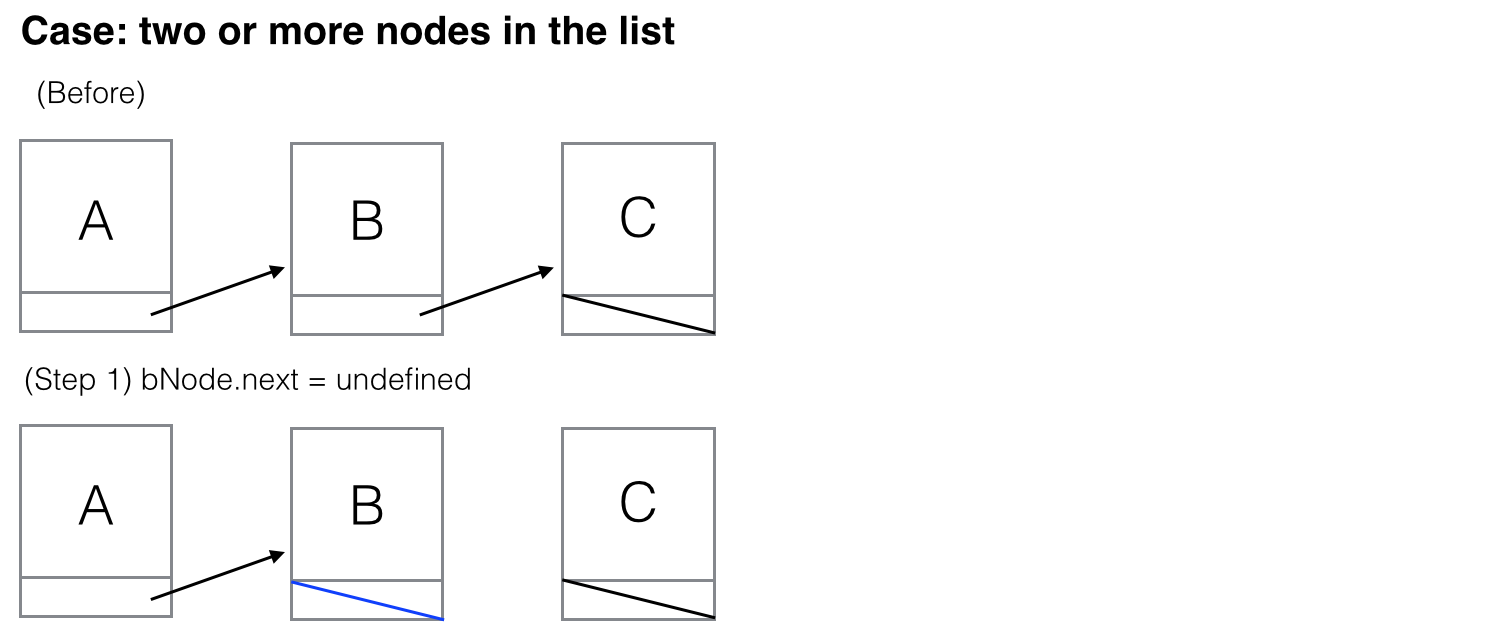 Case: two or more nodes in the list
(Before)
A B C
(Step 1) bNode.next = undefined
A B C